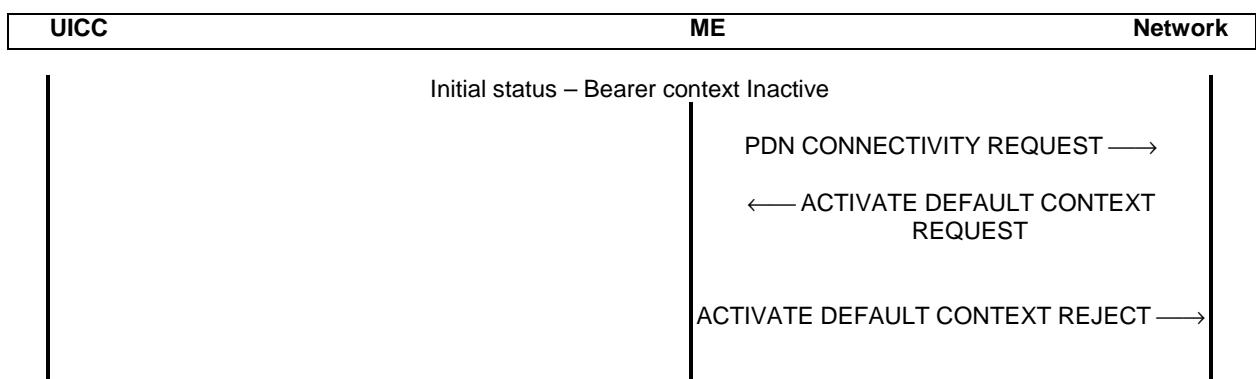 UICC ME Network
Initial status – Bearer context Inactive
PDN CONNECTIVITY REQUEST ⟶
⟵ ACTIVATE DEFAULT CONTEXT
REQUEST
ACTIVATE DEFAULT CONTEXT REJECT ⟶